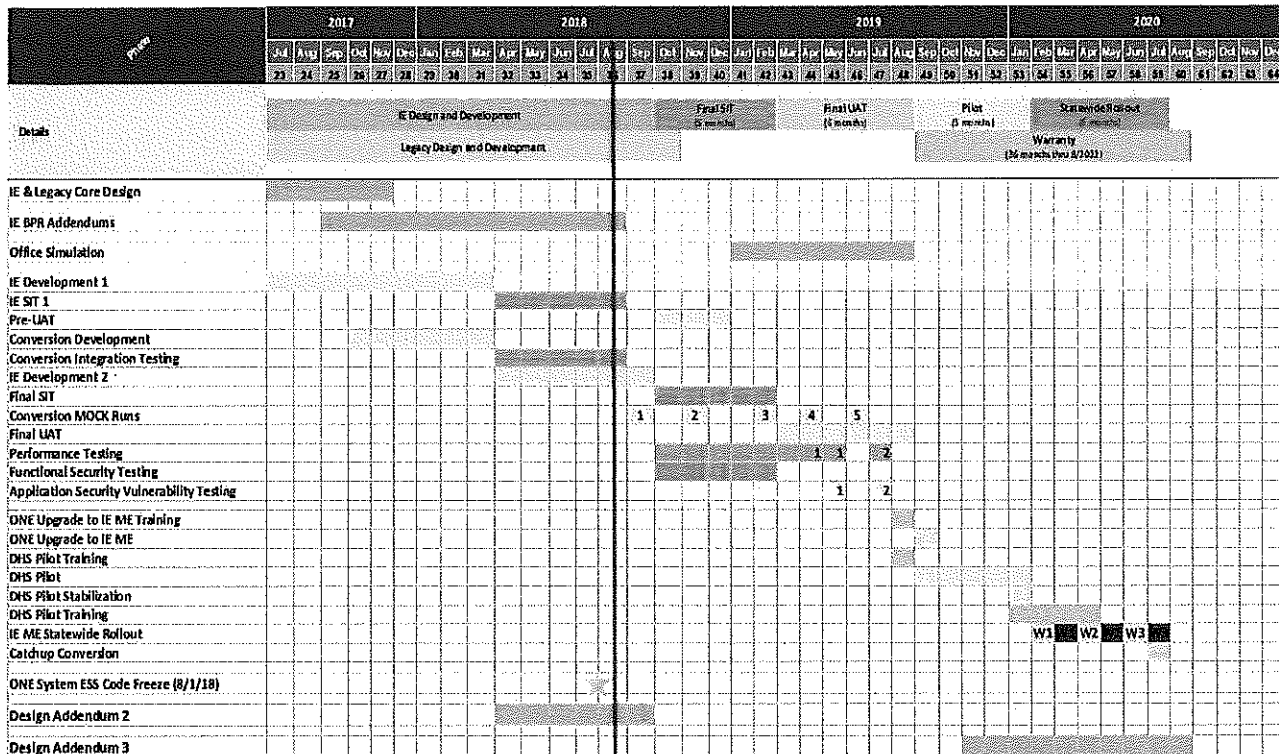 Phase
2017 2018 2019 2020
Jul Aug Sep Oct Nov Dec Jan Feb Mar Apr May Jun Jul Aug Sep Oct Nov Dec Jan Feb Mar Apr May Jun Jul Aug Sep Oct Nov Dec Jan Feb Mar Apr May Jun Jul Aug Sep Oct Nov
23 24 25 26 27 28 29 30 31 32 33 34 35 37 38 39 40 41 42 43 44 45 46 47 48 49 50 51 52 53 54 55 56 57 58 59 60 61 62 63 64
Details
IE Design and Development
Final SIT
(5 months)
Final UAT
(5 months)
Pilot
(5 months)
Statewide Rollout
Legacy Design and Development
Warranty
IE & Legacy Core Design
IE BPR Addendums
Office Simulation
IE Development 1
IE SIT 1
Pre-UAT
Conversion Development
Conversion Integration Testing
IE Development 2
Final SIT
Conversion MOCK Runs 1 2 3 4 5
Final UAT
Performance Testing 1 1 2
Functional Security Testing
Application Security Vulnerability Testing 1 2
ONE Upgrade to IE ME Training
ONE Upgrade to IE ME
DHS Pilot Training
DHS Pilot
DHS Pilot Stabilization
DHS Pilot Training
IE ME Statewide Rollout W1 W2 W3
Catchup Conversion
ONE System ESS Code Freeze (8/1/18)
Design Addendum 2
Design Addendum 3